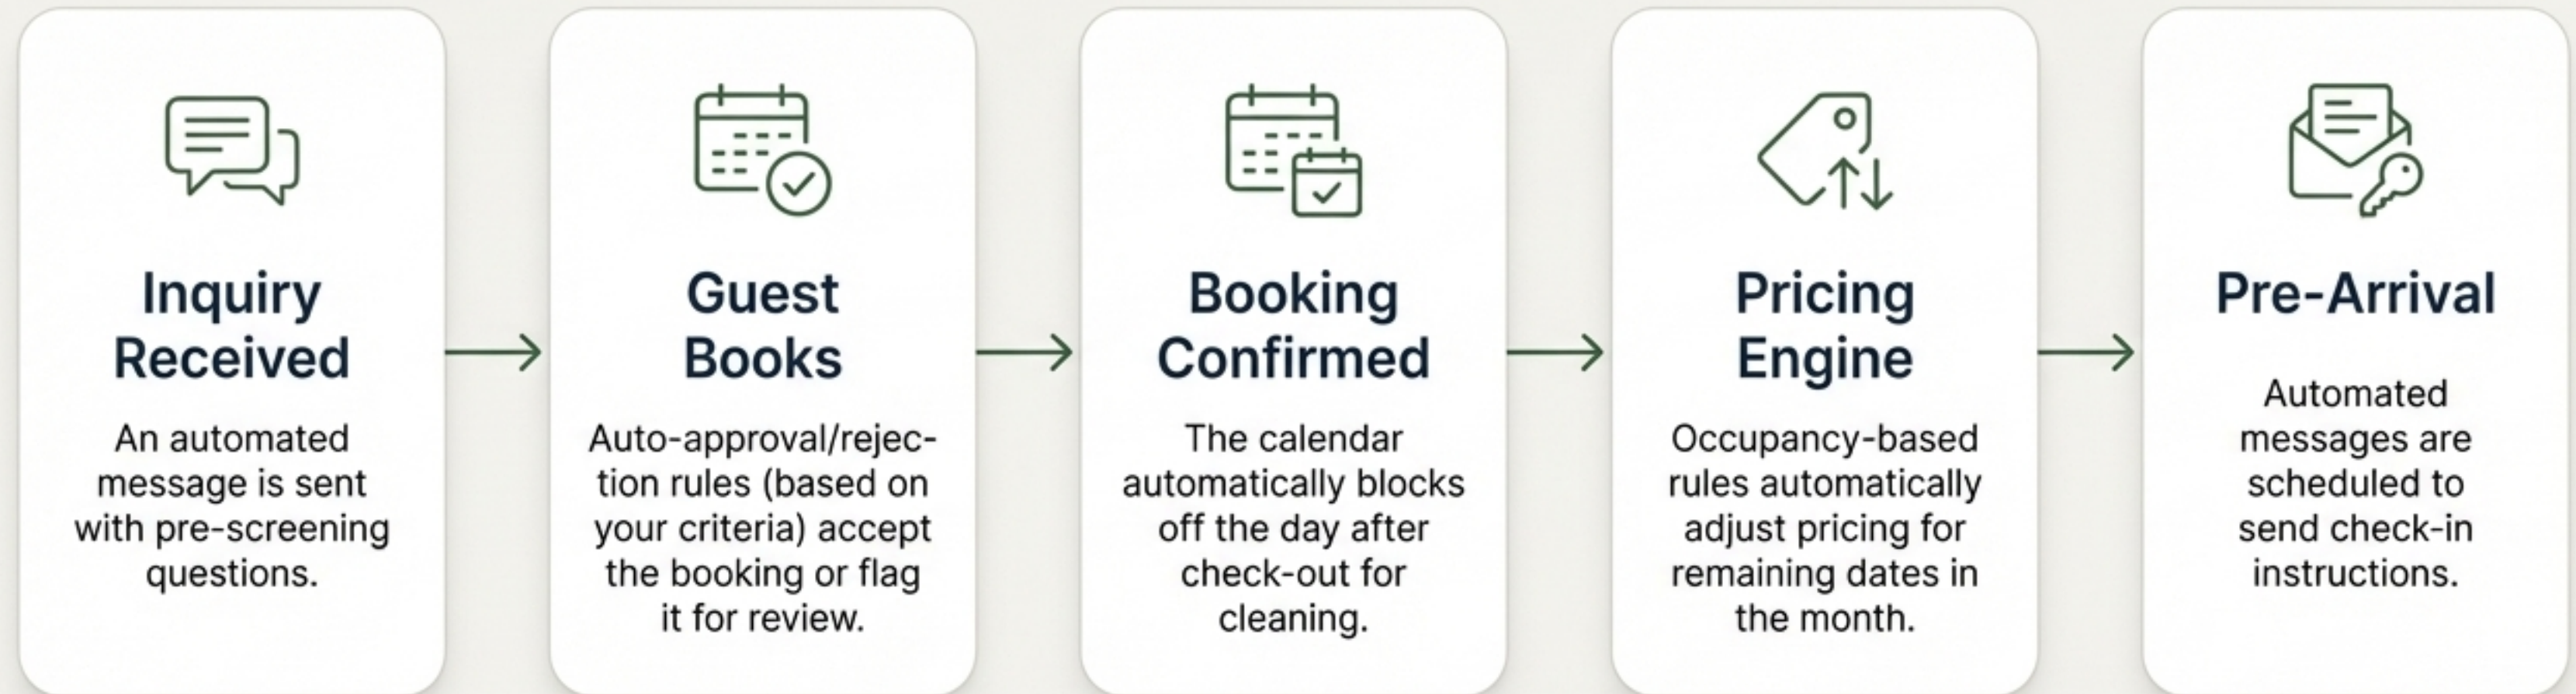 Inquiry
Received
An automated
message is sent
with pre-screening
questions.
Guest
Books
Auto-approval/rejec-
tion rules (based on
your criteria) accept
the booking or flag
it for review.
Booking
Confirmed
The calendar
automatically blocks
off the day after
check-out for
cleaning.
Pricing
Engine
Occupancy-based
rules automatically
adjust pricing for
remaining dates in
the month.
Pre-Arrival
Automated
messages are
scheduled to
send check-in
instructions.